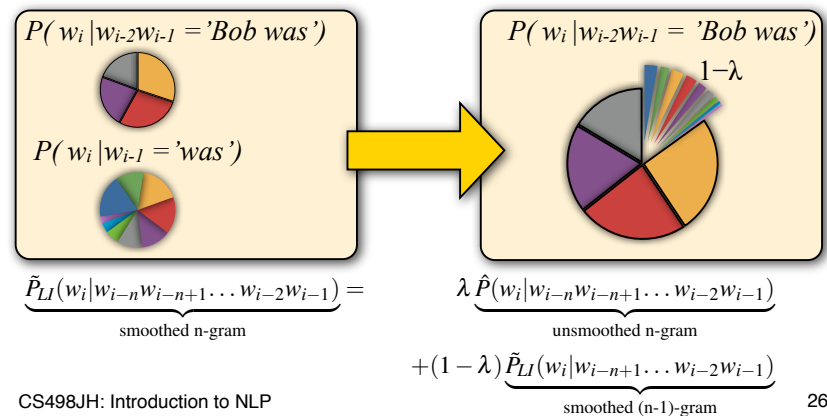 P( wᵢ |wᵢ₋₂wᵢ₋₁ ='Bob was')
P( wᵢ |wᵢ₋₁ ='was')
P( wᵢ |wᵢ₋₂wᵢ₋₁ = 'Bob was')
1−λ
P̃_LI(wᵢ|wᵢ₋ₙwᵢ₋ₙ₊₁...wᵢ₋₂wᵢ₋₁) = λ P̂(wᵢ|wᵢ₋ₙwᵢ₋ₙ₊₁...wᵢ₋₂wᵢ₋₁)
smoothed n-gram unsmoothed n-gram
+(1−λ) P̃_LI(wᵢ|wᵢ₋ₙ₊₁...wᵢ₋₂wᵢ₋₁)
smoothed (n-1)-gram
CS498JH: Introduction to NLP 26